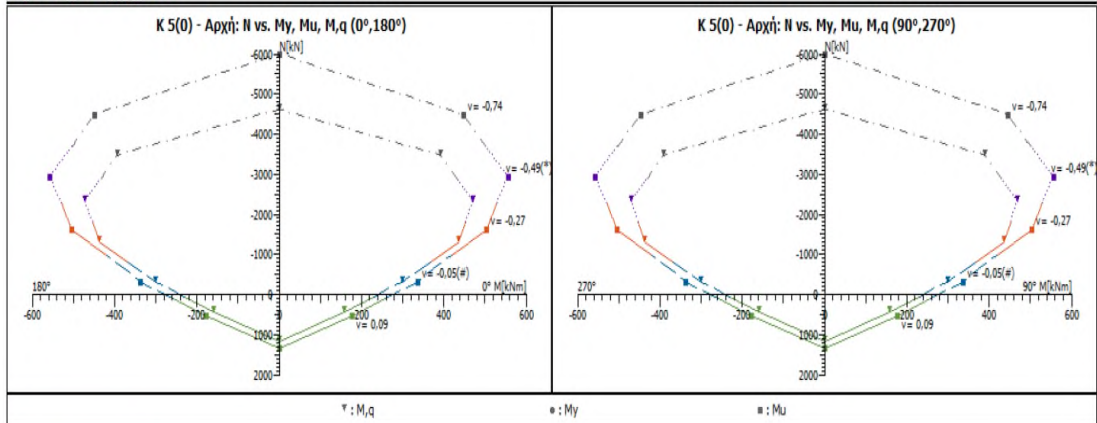 K 5(0) - Αρχή: N vs. My, Mu, M,q (0°,180°)
N[kN]
-6000
-5000
-4000
-3000
-2000
-1000
0
1000
2000
v= -0,74
v= -0,49(*)
v= -0,27
v= -0,05(#)
v= 0,09
180°
0° M[kNm]
-600
-400
-200
0
200
400
600
K 5(0) - Αρχή: N vs. My, Mu, M,q (90°,270°)
N[kN]
-6000
-5000
-4000
-3000
-2000
-1000
0
1000
2000
v= -0,74
v= -0,49(*)
v= -0,27
v= -0,05(#)
v= 0,09
270°
90° M[kNm]
-600
-400
-200
0
200
400
600
: M,q
: My
: Mu